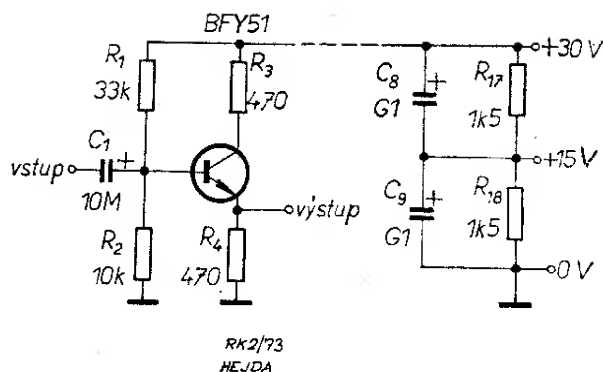 BFY51
R1
33k
R3
470
C1
+
vstup
10M
R2
10k
výstup
R4
470
C8
+
G1
R17
1k5
+30 V
+15 V
C9
+
G1
R18
1k5
0 V
RK2/73
HEJDA